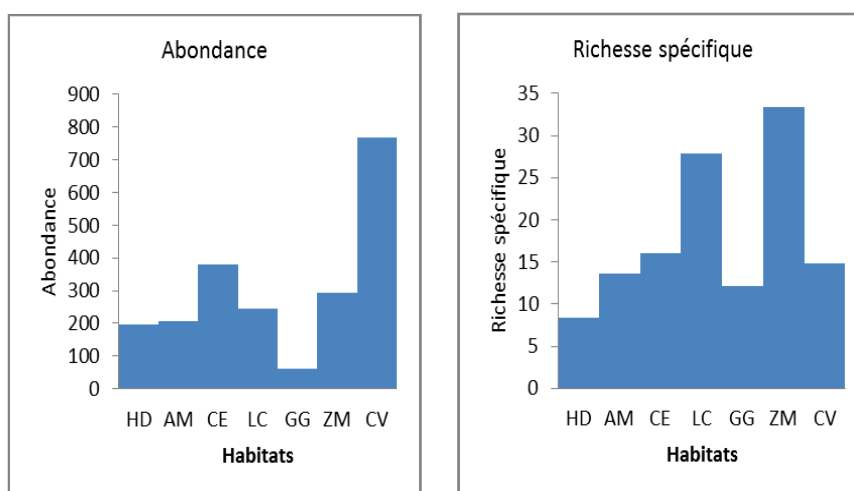 Abondance
900
800
700
600
500
400
300
200
100
0
Abondance
HD AM CE LC GG ZM CV
Habitats
Richesse spécifique
35
30
25
20
15
10
5
0
Richesse spécifique
HD AM CE LC GG ZM CV
Habitats